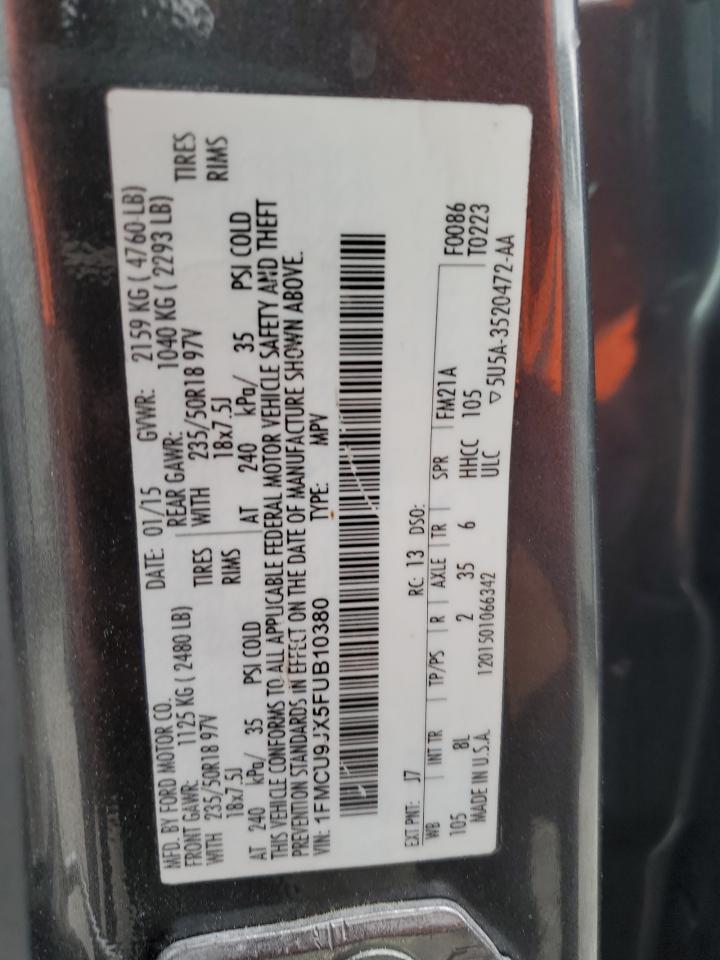 MFD. BY FORD MOTOR CO.
DATE: 01/15 GVWR: 2159 KG ( 4760 LB)
FRONT GAWR: 1125 KG ( 2480 LB)
REAR GAWR: 1040 KG ( 2293 LB)
WITH 235/50R18 97V TIRES
WITH 235/50R18 97V TIRES
18x7.5J RIMS
18x7.5J RIMS
AT 240 kPa/ 35 PSI COLD
AT 240 kPa/ 35 PSI COLD
THIS VEHICLE CONFORMS TO ALL APPLICABLE FEDERAL MOTOR VEHICLE SAFETY AND THEFT
PREVENTION STANDARDS IN EFFECT ON THE DATE OF MANUFACTURE SHOWN ABOVE.
VIN: 1FMCU9JX5FUB10380 TYPE: MPV
F0086
T0223
EXT PNT: J7 RC: 13 DSO:
WB INT TR TP/PS R AXLE TR SPR FM21A
105 8L 2 35 6 HHCC 105
MADE IN U.S.A. 1201501066342 ULC
▽5U5A-3520472-AA